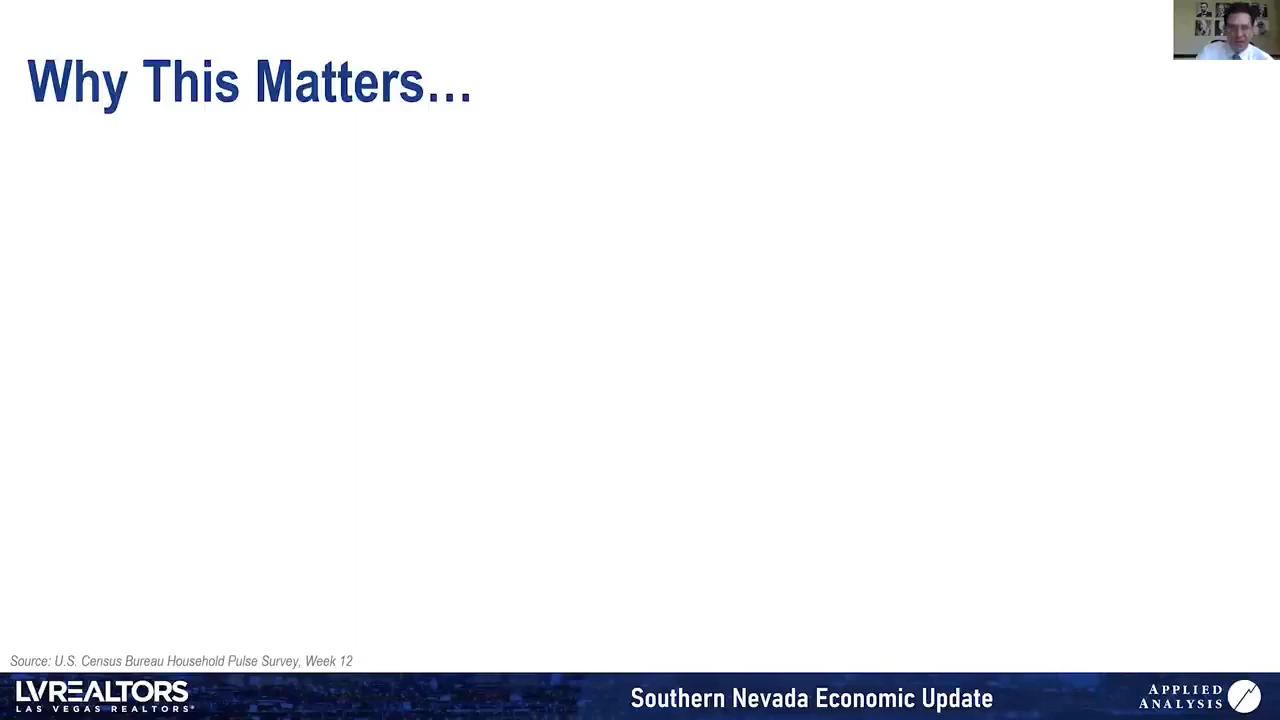 Why This Matters…
Source: U.S. Census Bureau Household Pulse Survey, Week 12
LVREALTORS
LAS VEGAS REALTORS®
Southern Nevada Economic Update
APPLIED
ANALYSIS